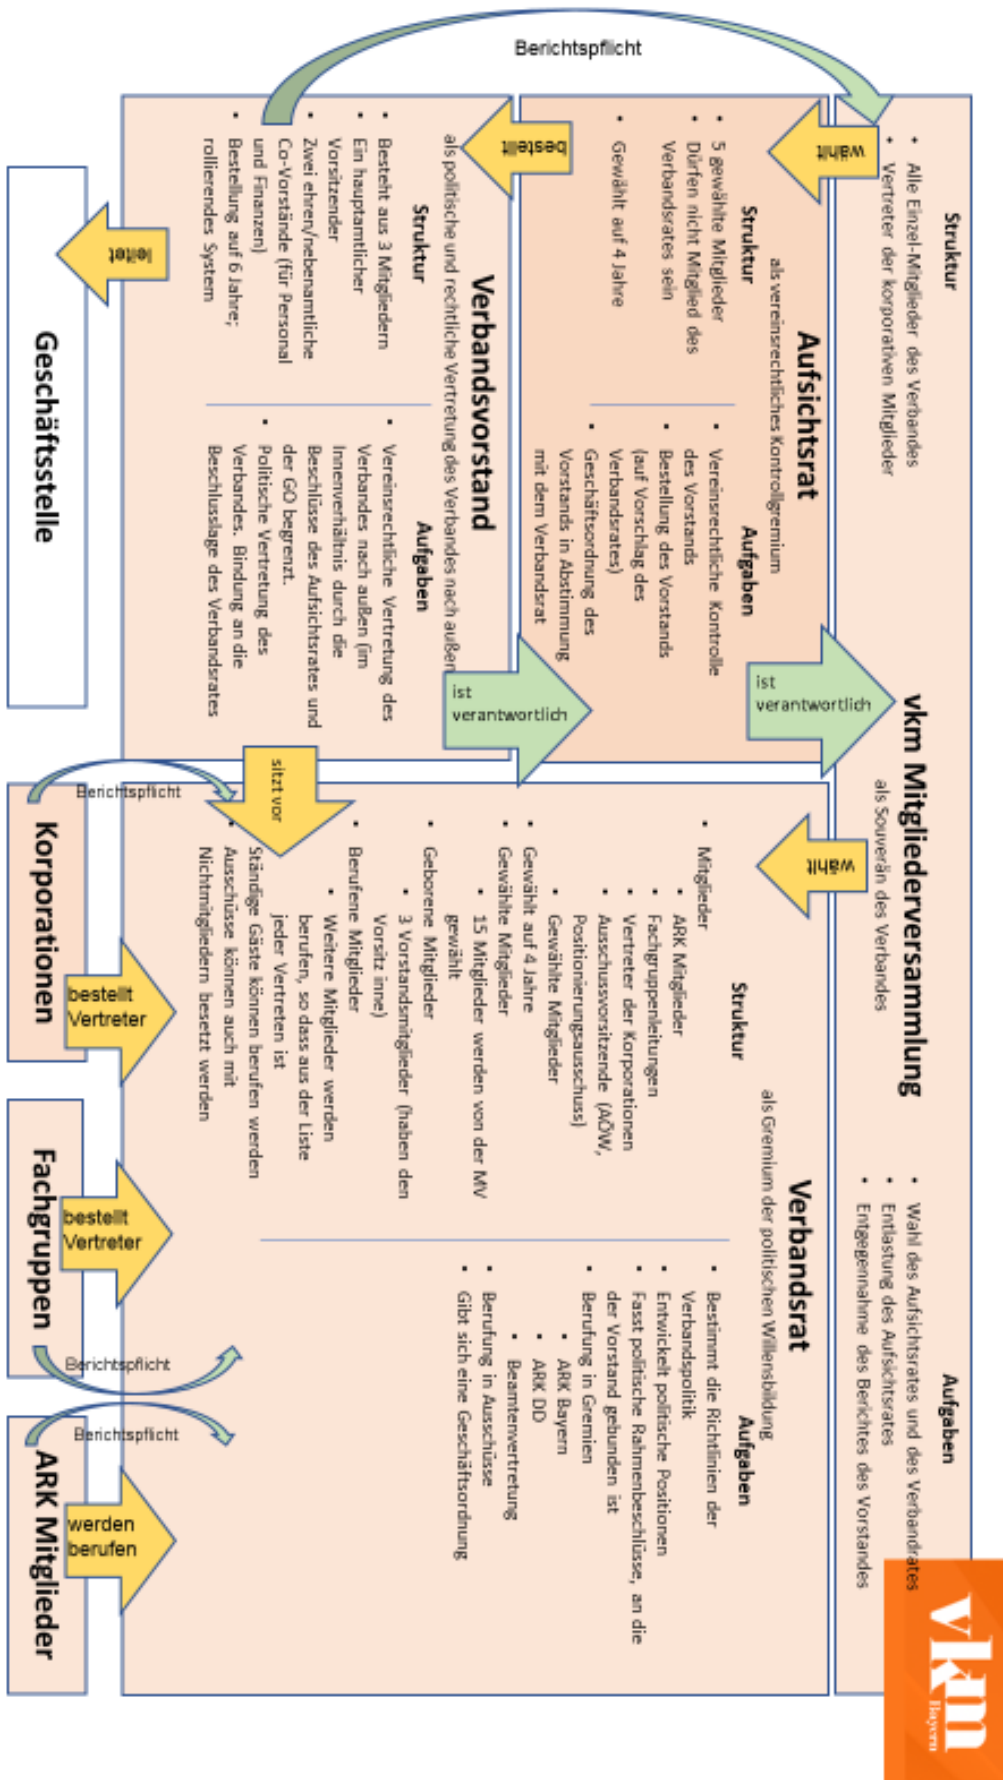 vkm Mitgliederversammlung
als Souverän des Verbandes
Struktur
• Alle Einzel-Mitglieder des Verbandes
• Vertreter der korporativen Mitglieder
Aufgaben
• Wahl des Aufsichtsrates und des Verbandrates
• Entlastung des Aufsichtsrates
• Entgegennahme des Berichtes des Vorstandes
vkm
Bayern
wählt
ist
verantwortlich
wählt
Aufsichtsrat
als vereinsrechtliches Kontrollgremium
Struktur
• 5 gewählte Mitglieder
• Dürfen nicht Mitglied des
Verbandsrates sein
• Gewählt auf 4 Jahre
Aufgaben
• Vereinsrechtliche Kontrolle
des Vorstands
• Bestellung des Vorstands
(auf Vorschlag des
Verbandsrates)
• Geschäftsordnung des
Vorstands in Abstimmung
mit dem Verbandsrat
Berichtspflicht
bestellt
ist
verantwortlich
Verbandsvorstand
als politische und rechtliche Vertretung des Verbandes nach außen
Struktur
• Besteht aus 3 Mitgliedern
• Ein hauptamtlicher
Vorsitzender
• Zwei ehren/nebenamtliche
Co-Vorstände (für Personal
und Finanzen)
• Bestellung auf 6 Jahre;
rollierendes System
Aufgaben
• Vereinsrechtliche Vertretung des
Verbandes nach außen (im
Innenverhältnis durch die
Beschlüsse des Aufsichtsrates und
der GO begrenzt.
• Politische Vertretung des
Verbandes. Bindung an die
Beschlusslage des Verbandsrates
sitzt vor
leitet
Verbandsrat
als Gremium der politischen Willensbildung
Struktur
• Mitglieder
• ARK Mitglieder
• Fachgruppenleitungen
• Vertreter der Korporationen
• Ausschussvorsitzende (AÖW,
Positionierungsausschuss)
• Gewählte Mitglieder
• Gewählt auf 4 Jahre
• Gewählte Mitglieder
• 15 Mitglieder werden von der MV
gewählt
• Geborene Mitglieder
• 3 Vorstandsmitglieder (haben den
Vorsitz inne)
• Berufene Mitglieder
• Weitere Mitglieder werden
berufen, so dass aus der Liste
jeder Vertreten ist
• Ständige Gäste können berufen werden
• Ausschüsse können auch mit
Nichtmitgliedern besetzt werden
Aufgaben
• Bestimmt die Richtlinien der
Verbandspolitik
• Entwickelt politische Positionen
• Fasst politische Rahmenbeschlüsse, an die
der Vorstand gebunden ist
• Berufung in Gremien
• ARK Bayern
• ARK DD
• Beamtenvertretung
• Berufung in Ausschüsse
• Gibt sich eine Geschäftsordnung
Berichtspflicht
bestellt
Vertreter
bestellt
Vertreter
Berichtspflicht
Berichtspflicht
werden
berufen
Geschäftsstelle
Korporationen
Fachgruppen
ARK Mitglieder